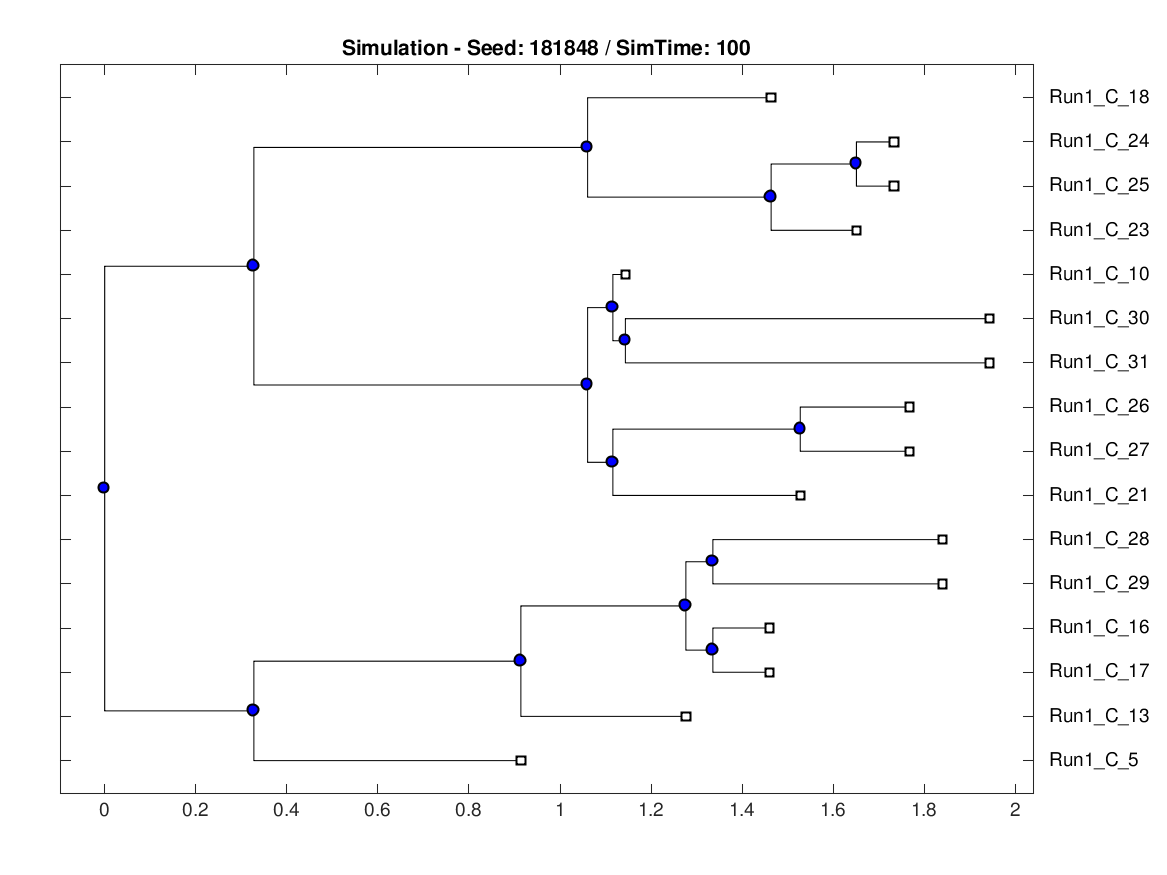 Simulation - Seed: 181848 / SimTime: 100
Run1_C_18
Run1_C_24
Run1_C_25
Run1_C_23
Run1_C_10
Run1_C_30
Run1_C_31
Run1_C_26
Run1_C_27
Run1_C_21
Run1_C_28
Run1_C_29
Run1_C_16
Run1_C_17
Run1_C_13
Run1_C_5
0 0.2 0.4 0.6 0.8 1 1.2 1.4 1.6 1.8 2